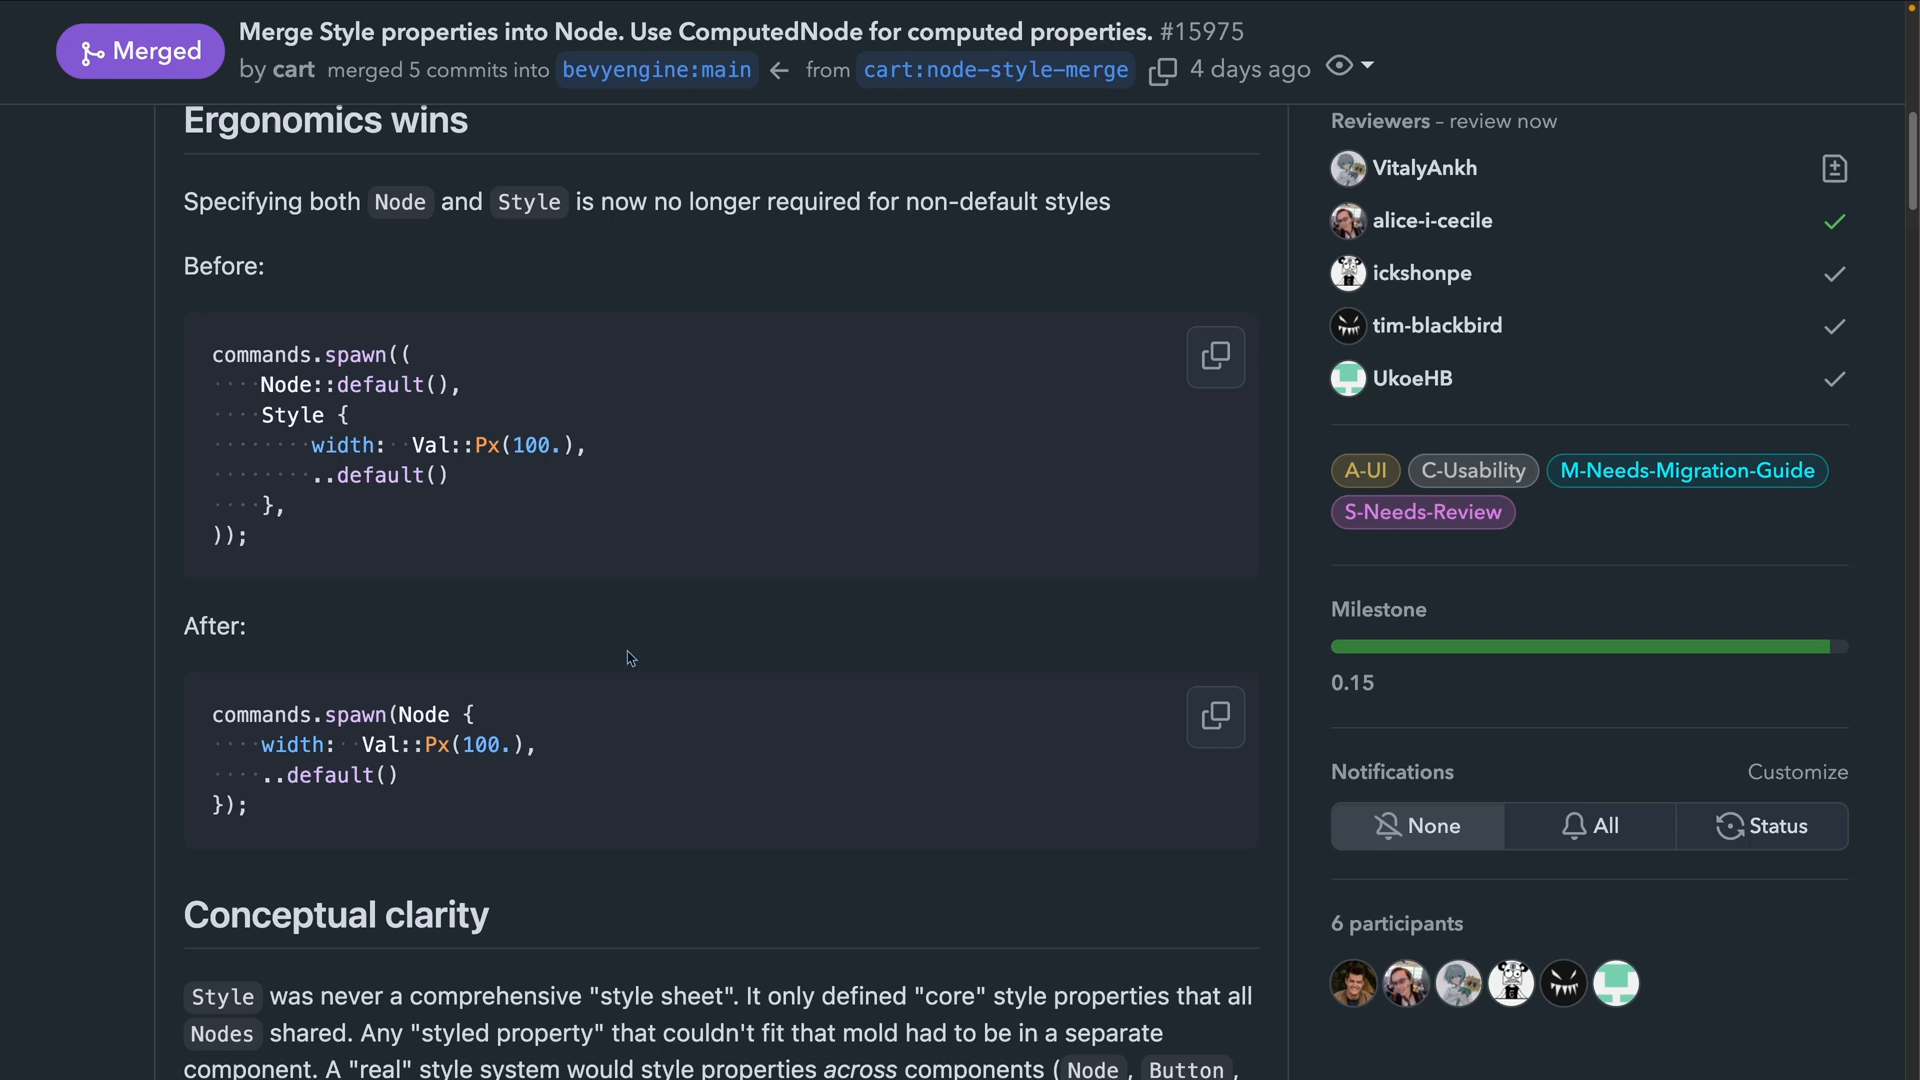 Merged
Merge Style properties into Node. Use ComputedNode for computed properties. #15975
by cart merged 5 commits into bevyengine:main ← from cart:node-style-merge 4 days ago
Ergonomics wins
Specifying both Node and Style is now no longer required for non-default styles
Before:
commands.spawn((
····Node::default(),
····Style {
········width:··Val::Px(100.),
········..default()
····},
));
After:
commands.spawn(Node {
····width:··Val::Px(100.),
····..default()
});
Conceptual clarity
Style was never a comprehensive "style sheet". It only defined "core" style properties that all
Nodes shared. Any "styled property" that couldn't fit that mold had to be in a separate
component. A "real" style system would style properties across components ( Node , Button ,
Reviewers – review now
VitalyAnkh
alice-i-cecile
ickshonpe
tim-blackbird
UkoeHB
A-UI C-Usability M-Needs-Migration-Guide
S-Needs-Review
Milestone
0.15
Notifications Customize
None All Status
6 participants